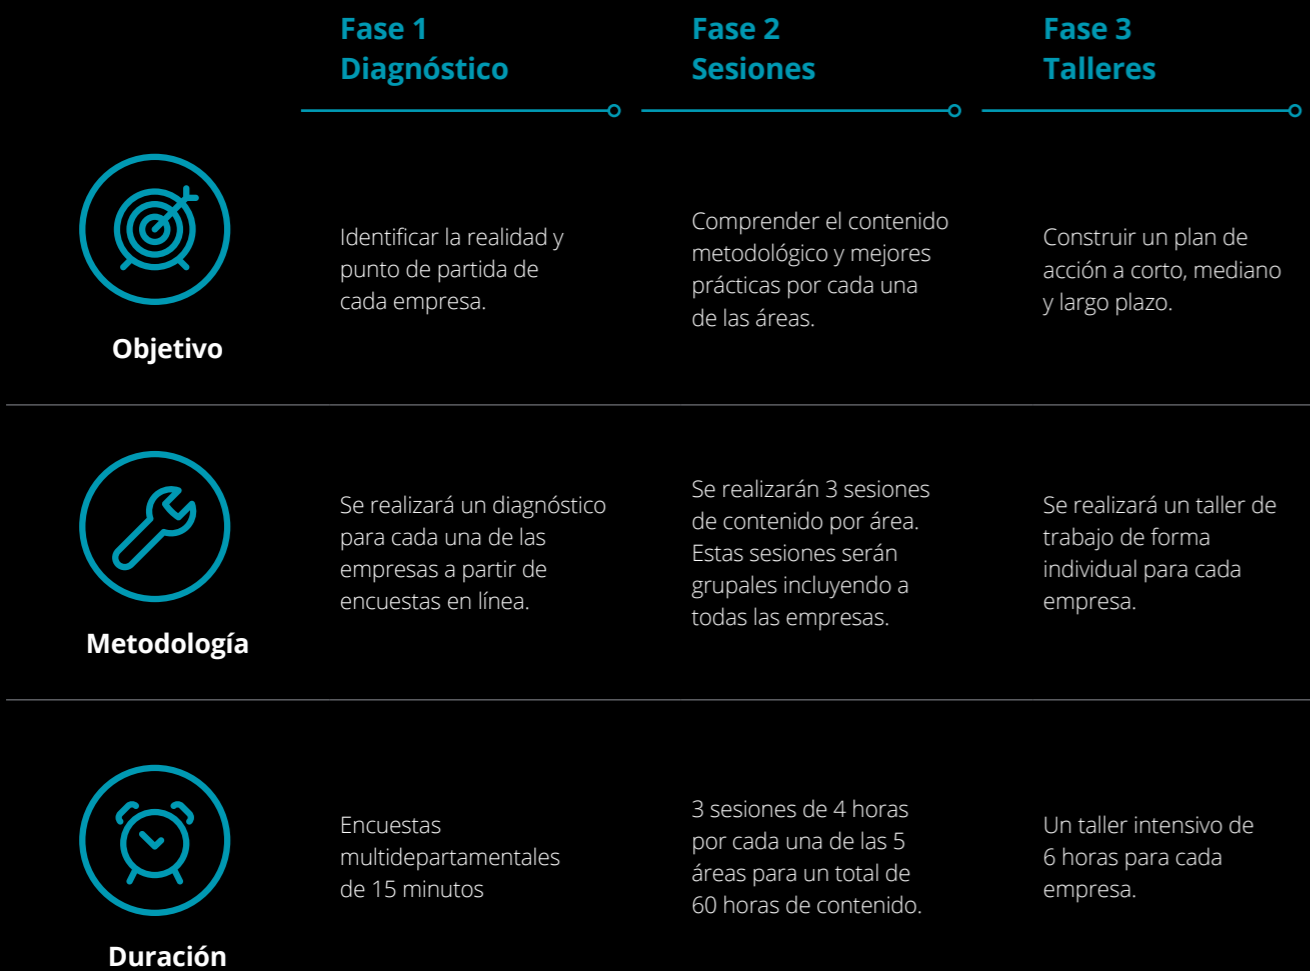 Fase 1
Diagnóstico
Fase 2
Sesiones
Fase 3
Talleres
Objetivo
Identificar la realidad y
punto de partida de
cada empresa.
Comprender el contenido
metodológico y mejores
prácticas por cada una
de las áreas.
Construir un plan de
acción a corto, mediano
y largo plazo.
Metodología
Se realizará un diagnóstico
para cada una de las
empresas a partir de
encuestas en línea.
Se realizarán 3 sesiones
de contenido por área.
Estas sesiones serán
grupales incluyendo a
todas las empresas.
Se realizará un taller de
trabajo de forma
individual para cada
empresa.
Duración
Encuestas
multidepartamentales
de 15 minutos
3 sesiones de 4 horas
por cada una de las 5
áreas para un total de
60 horas de contenido.
Un taller intensivo de
6 horas para cada
empresa.